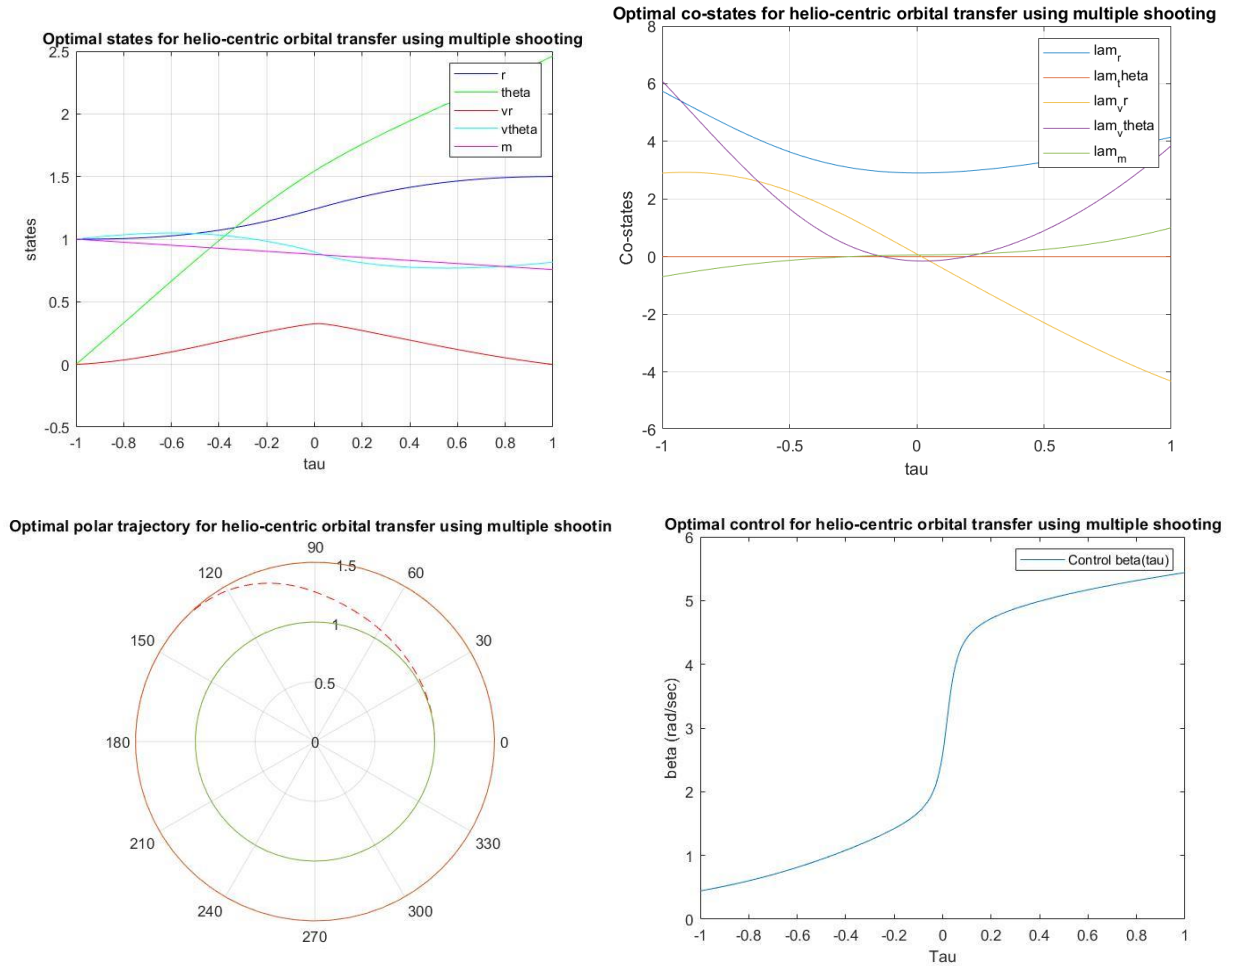 Optimal states for helio-centric orbital transfer using multiple shooting
2.5
2
1.5
1
0.5
0
-0.5
states
r
theta
vr
vtheta
m
-1 -0.8 -0.6 -0.4 -0.2 0 0.2 0.4 0.6 0.8 1
tau
Optimal co-states for helio-centric orbital transfer using multiple shooting
8
6
4
2
0
-2
-4
-6
Co-states
lam_r
lam_theta
lam_vr
lam_vtheta
lam_m
-1 -0.5 0 0.5 1
tau
Optimal polar trajectory for helio-centric orbital transfer using multiple shootin
90
120 60
1.5
150 30
1
0.5
180 0 0
210 330
240 300
270
Optimal control for helio-centric orbital transfer using multiple shooting
6
5
4
3
2
1
0
beta (rad/sec)
Control beta(tau)
-1 -0.8 -0.6 -0.4 -0.2 0 0.2 0.4 0.6 0.8 1
Tau